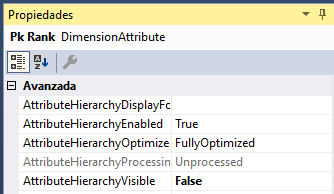 Propiedades
Pk Rank DimensionAttribute
Avanzada
AttributeHierarchyDisplayFo
AttributeHierarchyEnabled True
AttributeHierarchyOptimize FullyOptimized
AttributeHierarchyProcessin Unprocessed
AttributeHierarchyVisible False